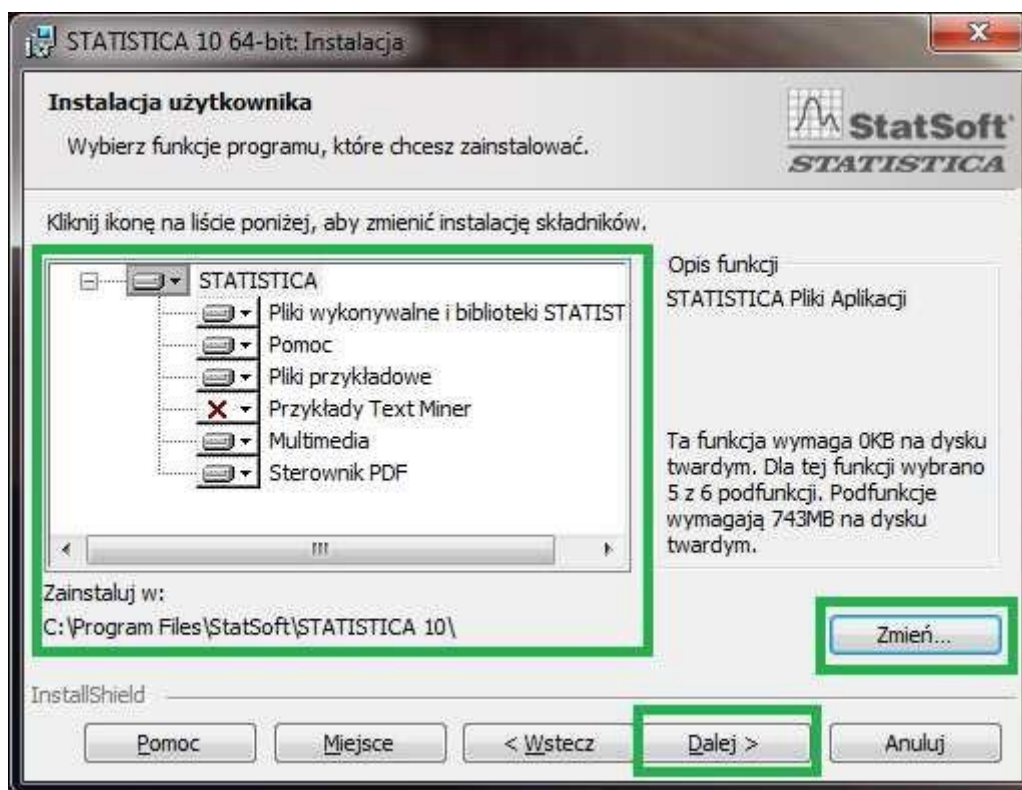 STATISTICA 10 64-bit: Instalacja
Instalacja użytkownika
Wybierz funkcje programu, które chcesz zainstalować.
StatSoft
STATISTICA
Kliknij ikonę na liście poniżej, aby zmienić instalację składników.
STATISTICA
Pliki wykonywalne i biblioteki STATIST
Pomoc
Pliki przykładowe
Przykłady Text Miner
Multimedia
Sterownik PDF
Opis funkcji
STATISTICA Pliki Aplikacji
Ta funkcja wymaga 0KB na dysku
twardym. Dla tej funkcji wybrano
5 z 6 podfunkcji. Podfunkcje
wymagają 743MB na dysku
twardym.
Zainstaluj w:
C:\Program Files\StatSoft\STATISTICA 10\
Zmień...
InstallShield
Pomoc
Miejsce
< Wstecz
Dalej >
Anuluj